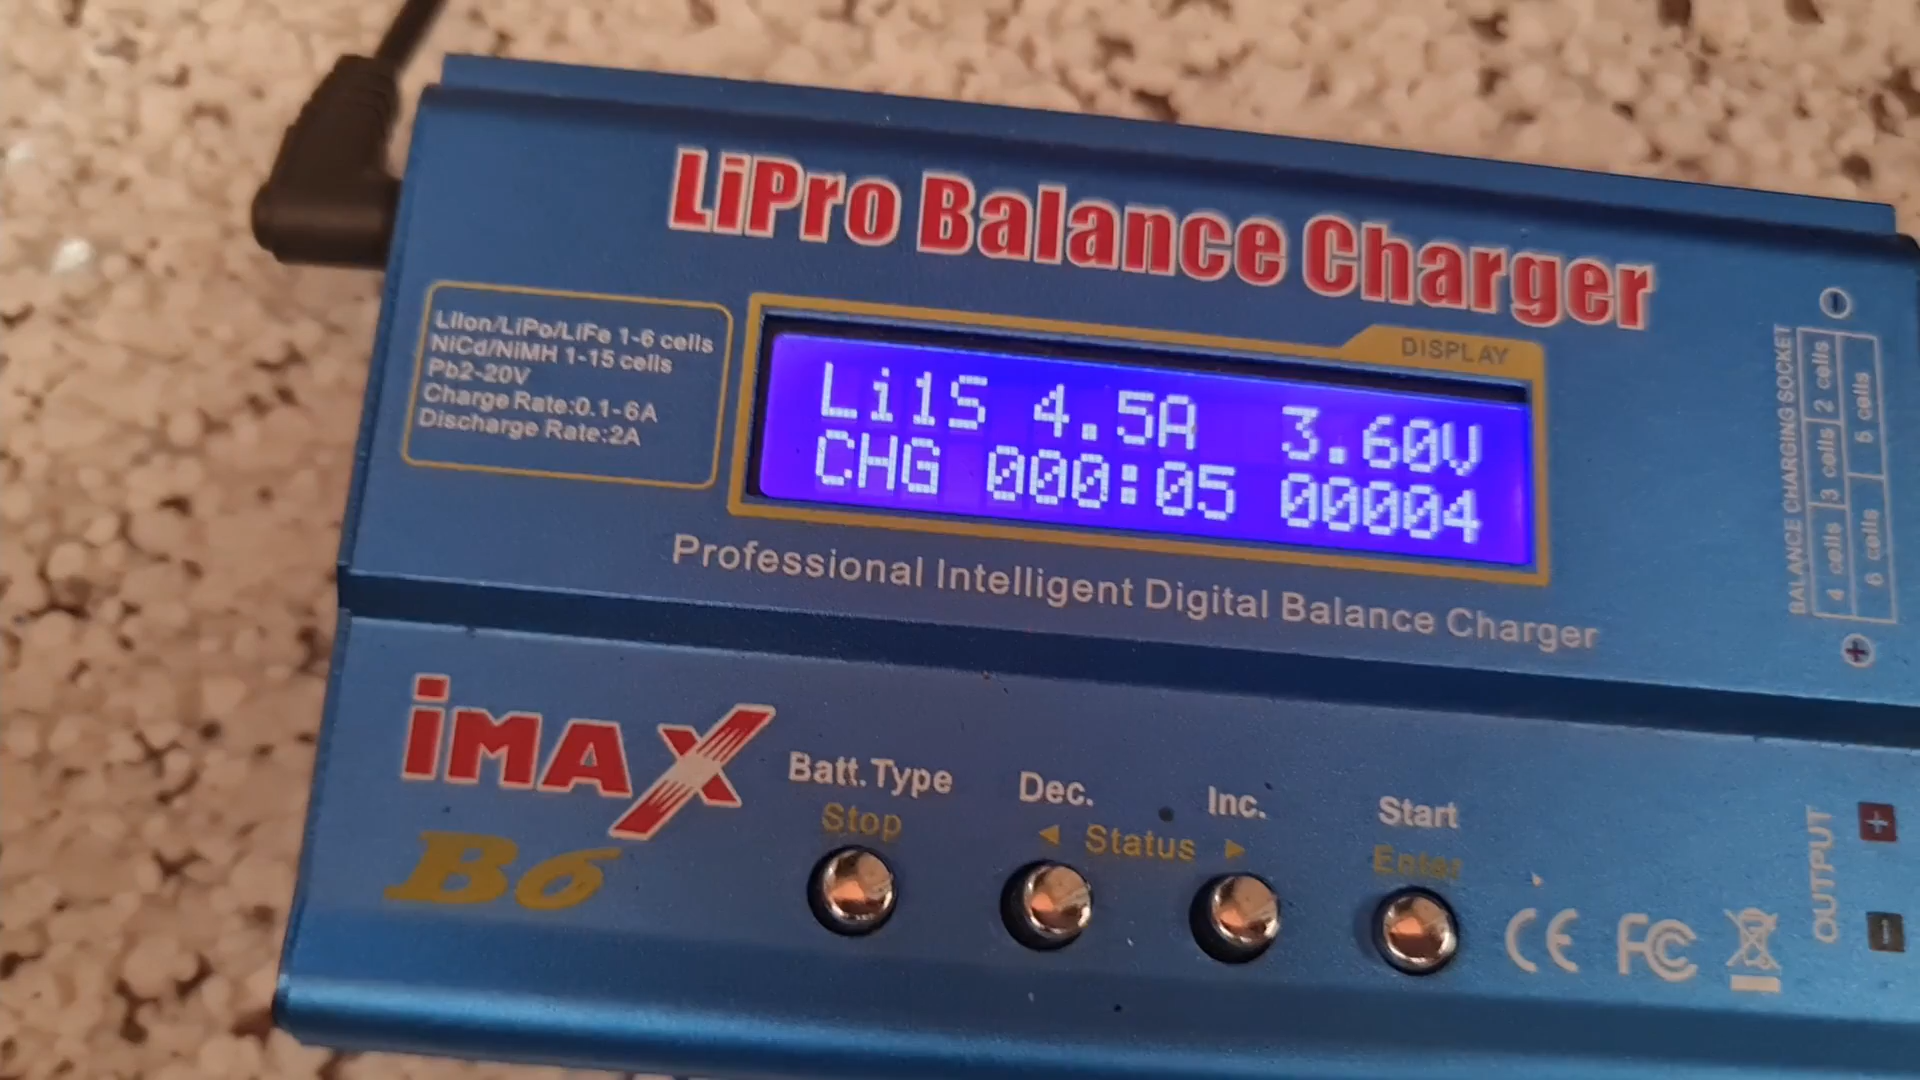 LiPro Balance Charger
LiIon/LiPo/LiFe 1-6 cells
NiCd/NiMH 1-15 cells
Pb2-20V
Charge Rate:0.1-6A
Discharge Rate:2A
DISPLAY
Li1S 4.5A 3.60V
CHG 000:05 00004
Professional Intelligent Digital Balance Charger
BALANCE CHARGING SOCKET
4 cells 3 cells 2 cells
6 cells 5 cells
iMAX
B6
Batt.Type
Stop
Dec.
Inc.
◄ Status ►
Start
Enter
CE FC
OUTPUT
+
-